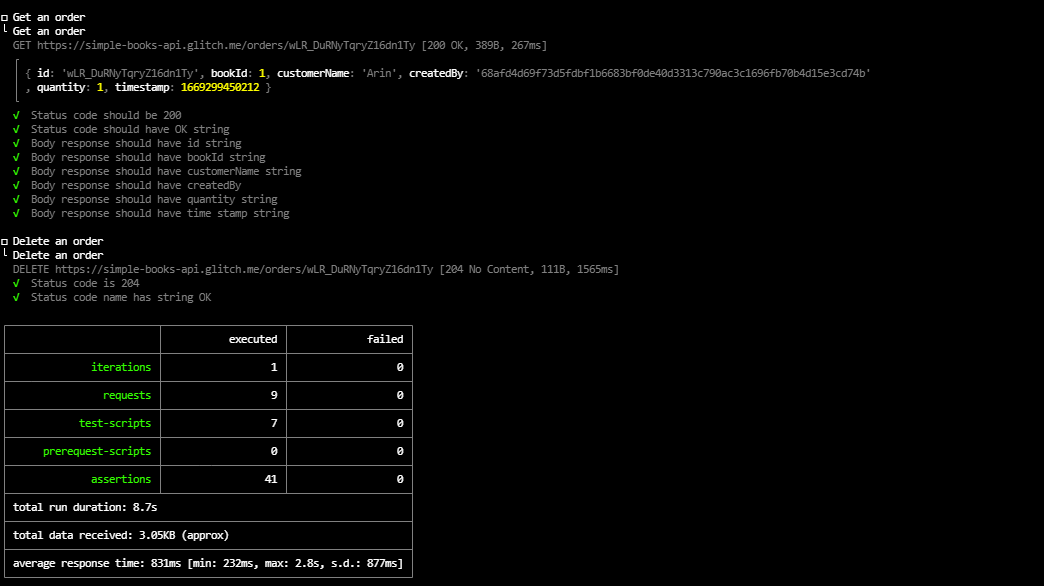 Get an order
Get an order
GET https://simple-books-api.glitch.me/orders/wLR_DuRNyTqryZ16dn1Ty [200 OK, 389B, 267ms]
{ id: 'wLR_DuRNyTqryZ16dn1Ty', bookId: 1, customerName: 'Arin', createdBy: '68afd4d69f73d5fdbf1b6683bf0de40d3313c790ac3c1696fb70b4d15e3cd74b'
, quantity: 1, timestamp: 1669299450212 }
√ Status code should be 200
√ Status code should have OK string
√ Body response should have id string
√ Body response should have bookId string
√ Body response should have customerName string
√ Body response should have createdBy
√ Body response should have quantity string
√ Body response should have time stamp string
Delete an order
Delete an order
DELETE https://simple-books-api.glitch.me/orders/wLR_DuRNyTqryZ16dn1Ty [204 No Content, 111B, 1565ms]
√ Status code is 204
√ Status code name has string OK
executed failed
iterations 1 0
requests 9 0
test-scripts 7 0
prerequest-scripts 0 0
assertions 41 0
total run duration: 8.7s
total data received: 3.05KB (approx)
average response time: 831ms [min: 232ms, max: 2.8s, s.d.: 877ms]